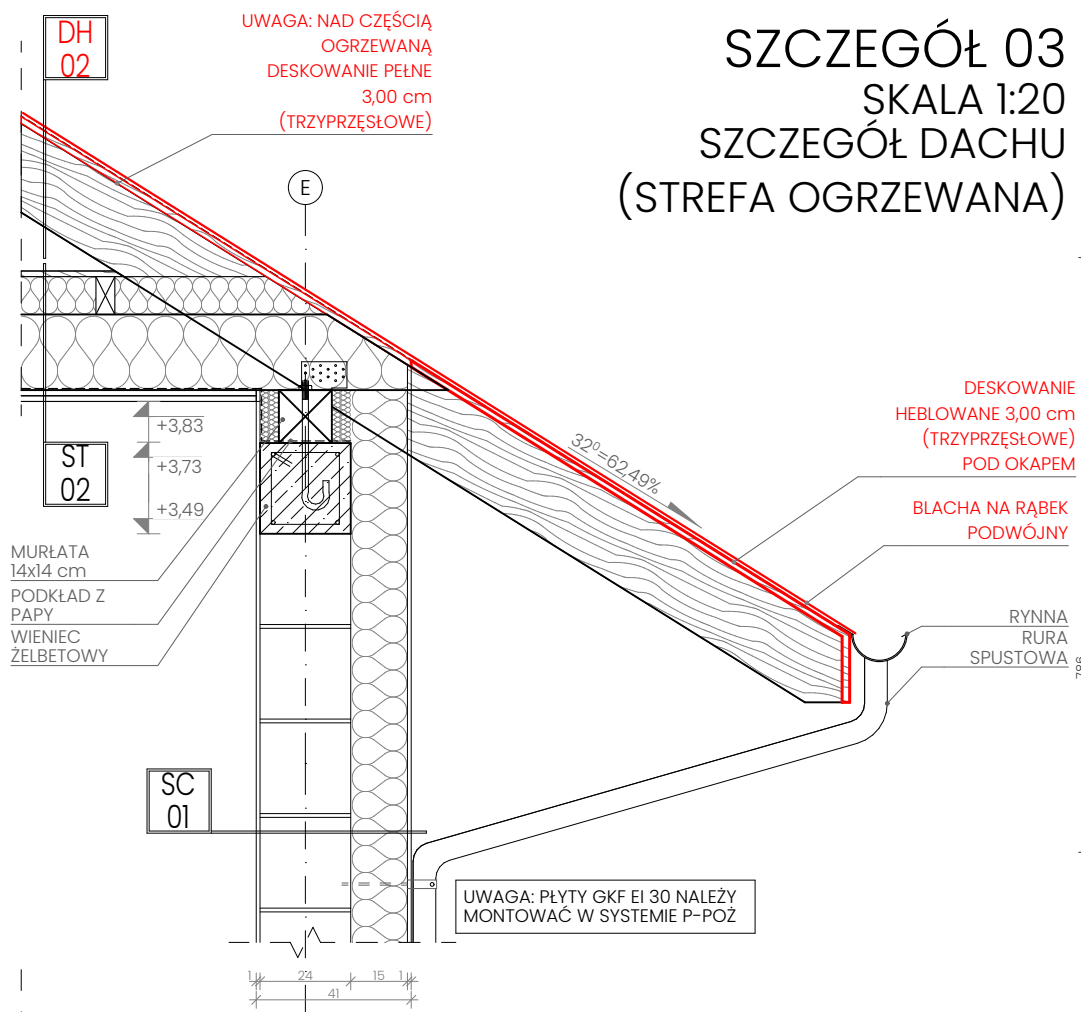 DH
02
UWAGA: NAD CZĘŚCIĄ
OGRZEWANĄ
DESKOWANIE PEŁNE
3,00 cm
(TRZYPRZĘSŁOWE)
SZCZEGÓŁ 03
SKALA 1:20
SZCZEGÓŁ DACHU
(STREFA OGRZEWANA)
E
+3,83
+3,73
+3,49
ST
02
32⁰=62,49%
DESKOWANIE
HEBLOWANE 3,00 cm
(TRZYPRZĘSŁOWE)
POD OKAPEM
BLACHA NA RĄBEK
PODWÓJNY
MURŁATA
14x14 cm
PODKŁAD Z
PAPY
WIENIEC
ŻELBETOWY
RYNNA
RURA
SPUSTOWA
786
SC
01
UWAGA: PŁYTY GKF EI 30 NALEŻY
MONTOWAĆ W SYSTEMIE P-POŻ
1 24 15 1
41